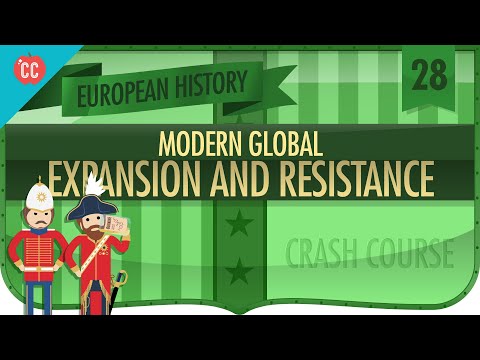 CC
EUROPEAN HISTORY
28
MODERN GLOBAL
EXPANSION AND RESISTANCE
CRASH COURSE